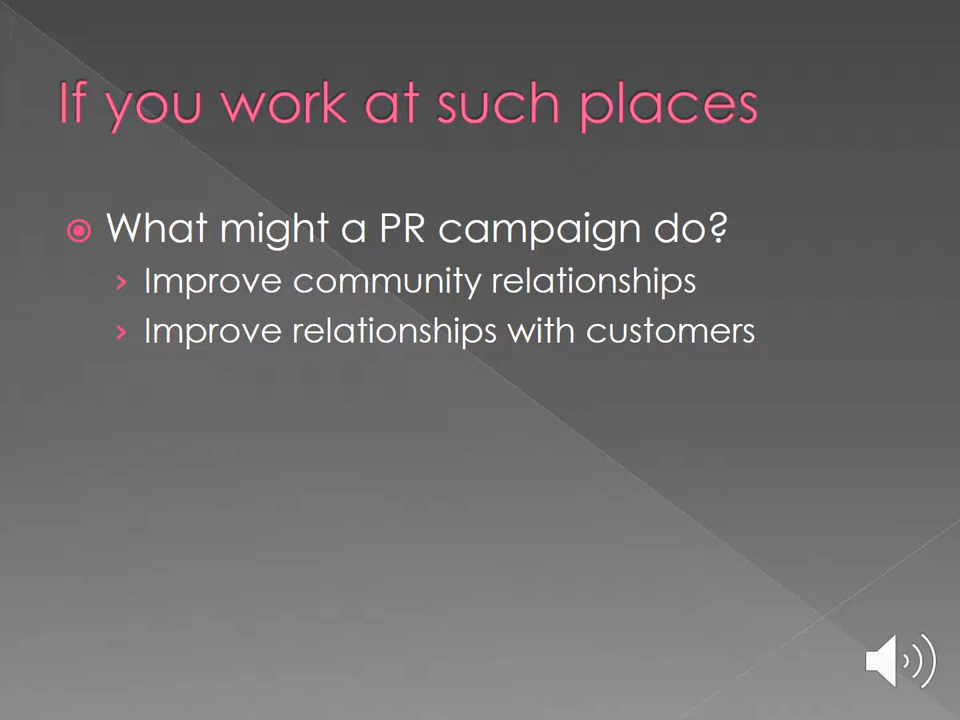 If you work at such places
What might a PR campaign do?
Improve community relationships
Improve relationships with customers